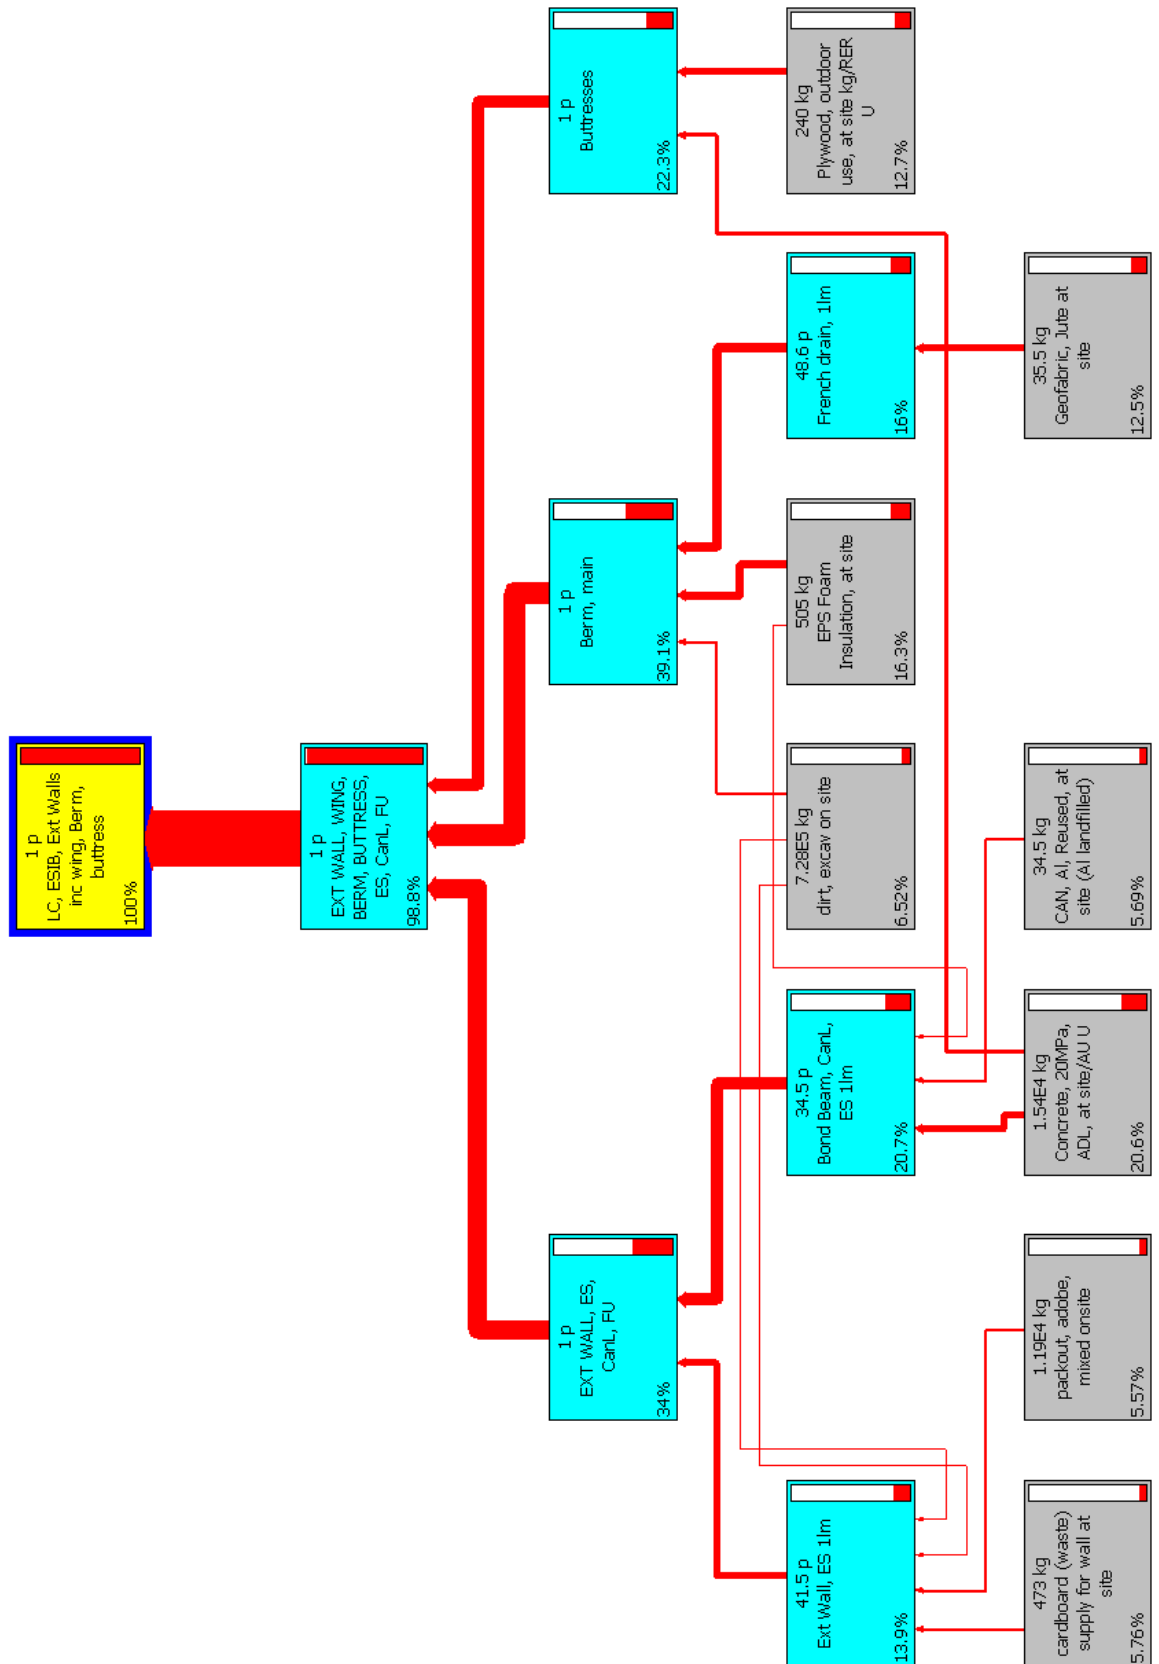 1 p
LC, ESIB, Ext Walls
inc wing, Berm,
buttress
100%
1 p
EXT WALL, WING,
BERM, BUTTRESS,
ES, CanL, FU
98.8%
1 p
EXT WALL, ES,
CanL, FU
34%
1 p
Berm, main
39.1%
1 p
Buttresses
22.3%
41.5 p
Ext Wall, ES 1lm
13.9%
34.5 p
Bond Beam, CanL,
ES 1lm
20.7%
7.28E5 kg
dirt, excav on site
6.52%
505 kg
EPS Foam
Insulation, at site
16.3%
48.6 p
French drain, 1lm
16%
240 kg
Plywood, outdoor
use, at site kg/RER
U
12.7%
473 kg
cardboard (waste)
supply for wall at
site
5.76%
1.19E4 kg
packout, adobe,
mixed onsite
5.57%
1.54E4 kg
Concrete, 20MPa,
ADL, at site/AU U
20.6%
34.5 kg
CAN, Al, Reused, at
site (Al landfilled)
5.69%
35.5 kg
Geofabric, Jute at
site
12.5%